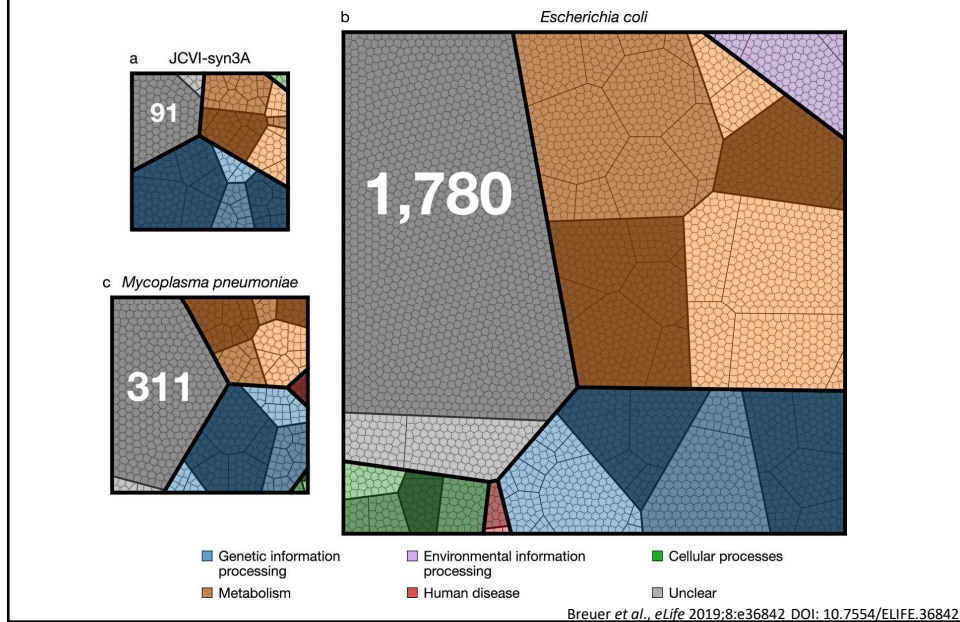 a JCVI-syn3A
91
b Escherichia coli
1,780
c Mycoplasma pneumoniae
311
Genetic information
processing
Environmental information
processing
Cellular processes
Metabolism
Human disease
Unclear
Breuer et al., eLife 2019;8:e36842 DOI: 10.7554/ELIFE.36842